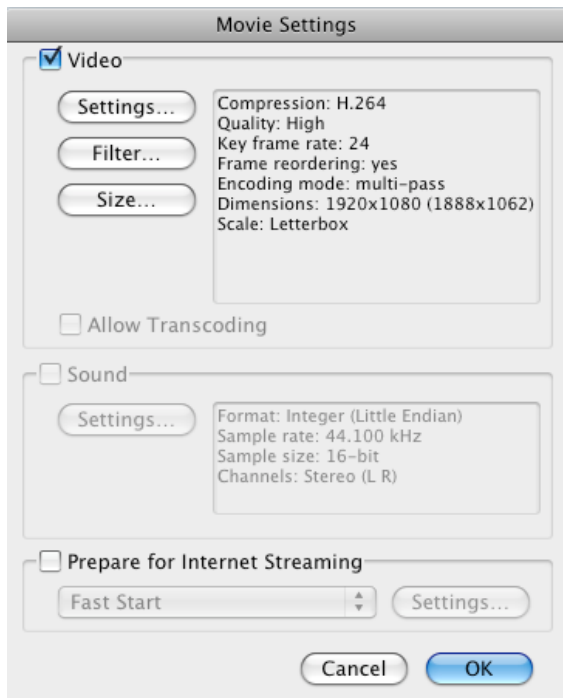 Movie Settings
Video
Settings...
Filter...
Size...
Compression: H.264
Quality: High
Key frame rate: 24
Frame reordering: yes
Encoding mode: multi-pass
Dimensions: 1920x1080 (1888x1062)
Scale: Letterbox
Allow Transcoding
Sound
Settings...
Format: Integer (Little Endian)
Sample rate: 44.100 kHz
Sample size: 16-bit
Channels: Stereo (L R)
Prepare for Internet Streaming
Fast Start
Settings...
Cancel
OK